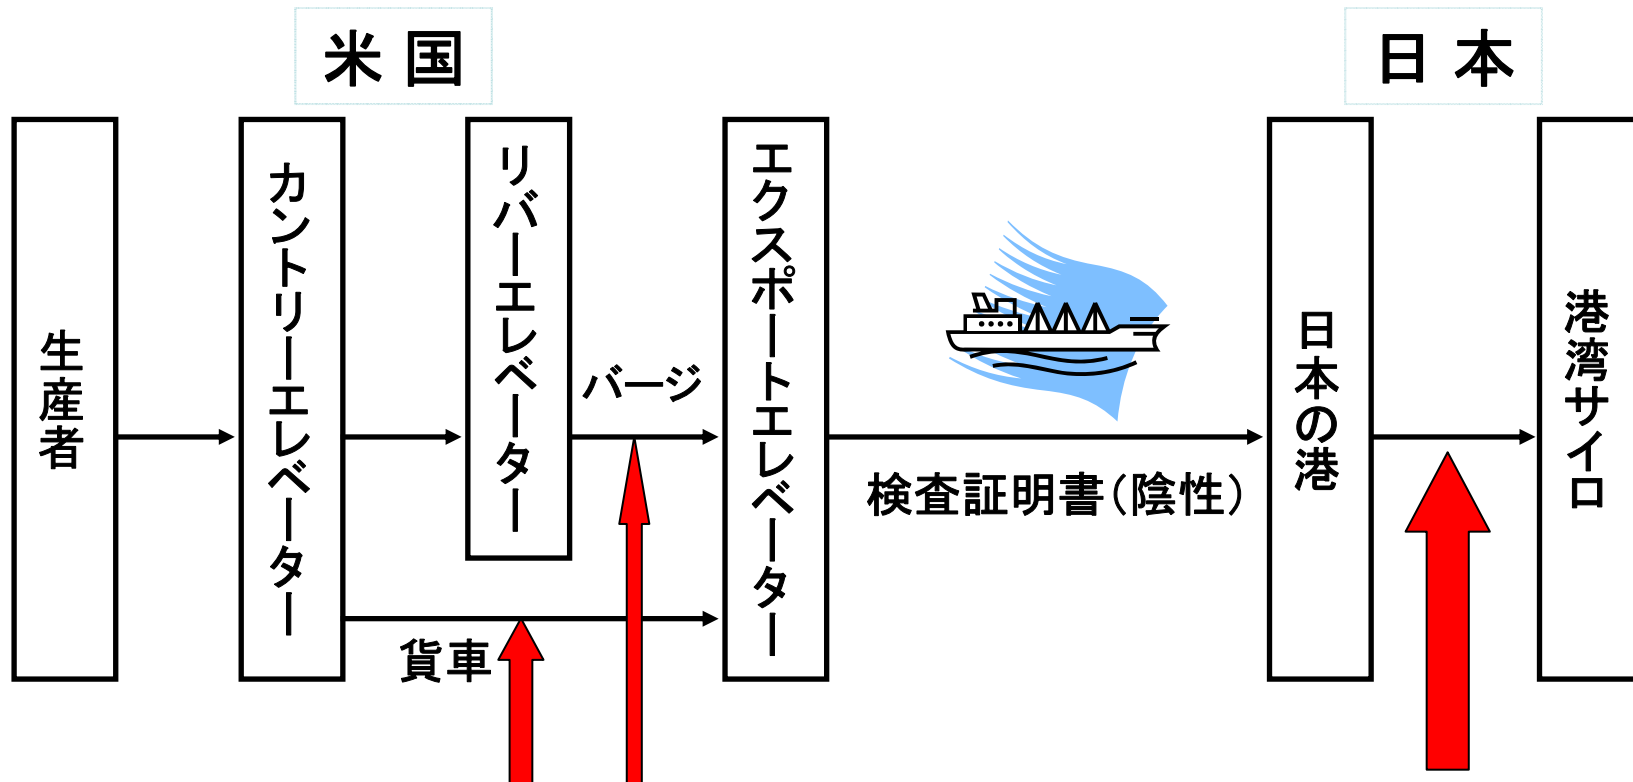 米国
日本
生産者
カントリーエレベーター
リバーエレベーター
バージ
貨車
エクスポートエレベーター
検査証明書(陰性)
日本の港
港湾サイロ